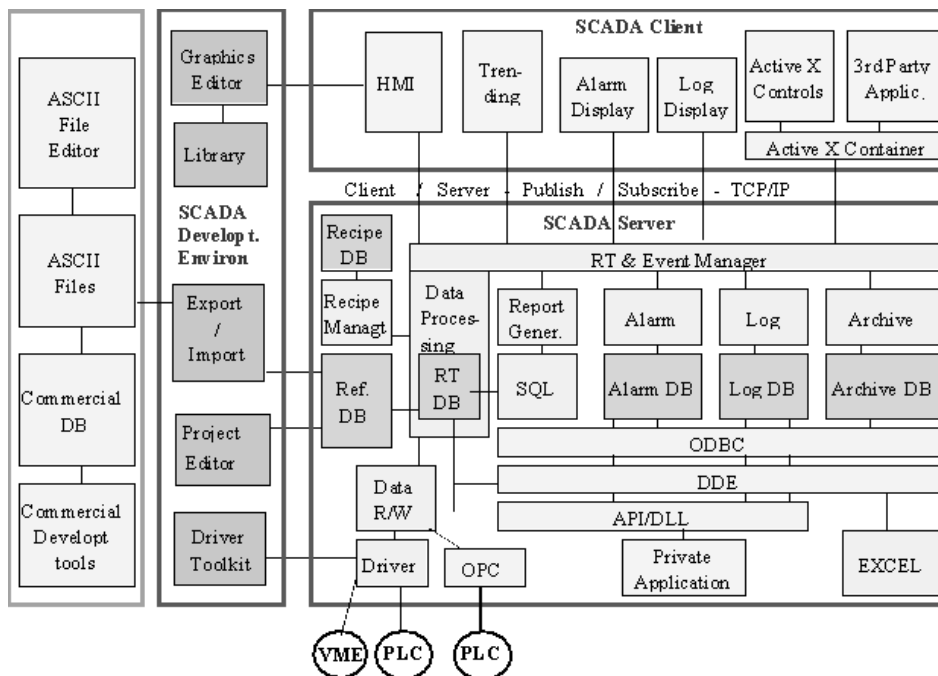 ASCII
File
Editor
ASCII
Files
Commercial
DB
Commercial
Developt
tools
Graphics
Editor
Library
SCADA
Developt.
Environ
Export
/
Import
Project
Editor
Driver
Toolkit
SCADA Client
HMI
Tren-
ding
Alarm
Display
Log
Display
Active X
Controls
3rd Party
Applic.
Active X Container
Client / Server - Publish / Subscribe - TCP/IP
SCADA Server
Recipe
DB
RT & Event Manager
Recipe
Managt
Data
Proces-
sing
Report
Gener.
Alarm
Log
Archive
Ref.
DB
RT
DB
SQL
Alarm DB
Log DB
Archive DB
ODBC
DDE
Data
R/W
API/DLL
Driver
OPC
Private
Application
EXCEL
VME
PLC
PLC